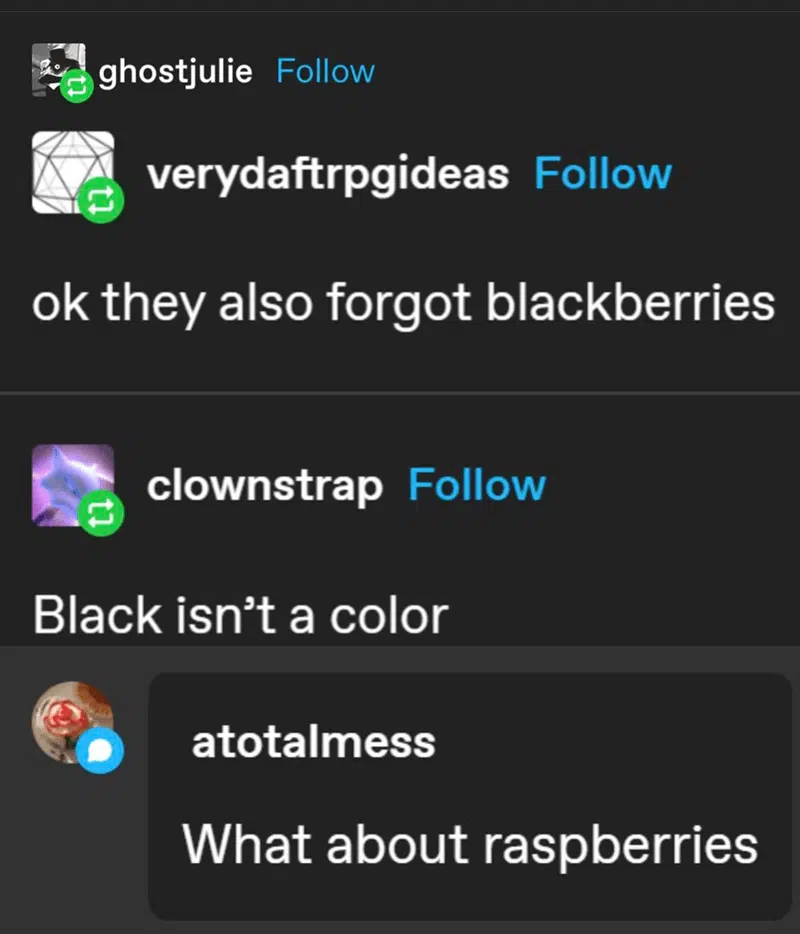 ghostjulie Follow
verydaftrpgideas Follow
ok they also forgot blackberries
clownstrap Follow
Black isn’t a color
atotalmess
What about raspberries